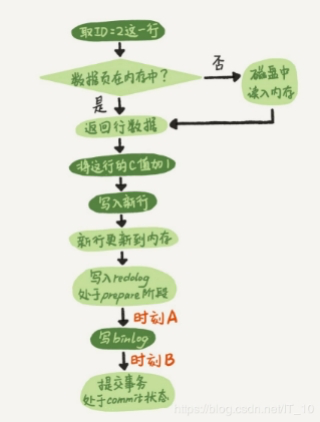 取ID=2这一行
数据页在内存中？
否
磁盘中
读入内存
是
返回行数据
将这行的C值加1
写入新行
新行更新到内存
写入redolog
处于prepare阶段
时刻A
写binlog
时刻B
提交事务
处于commit状态
https://blog.csdn.net/IT_10